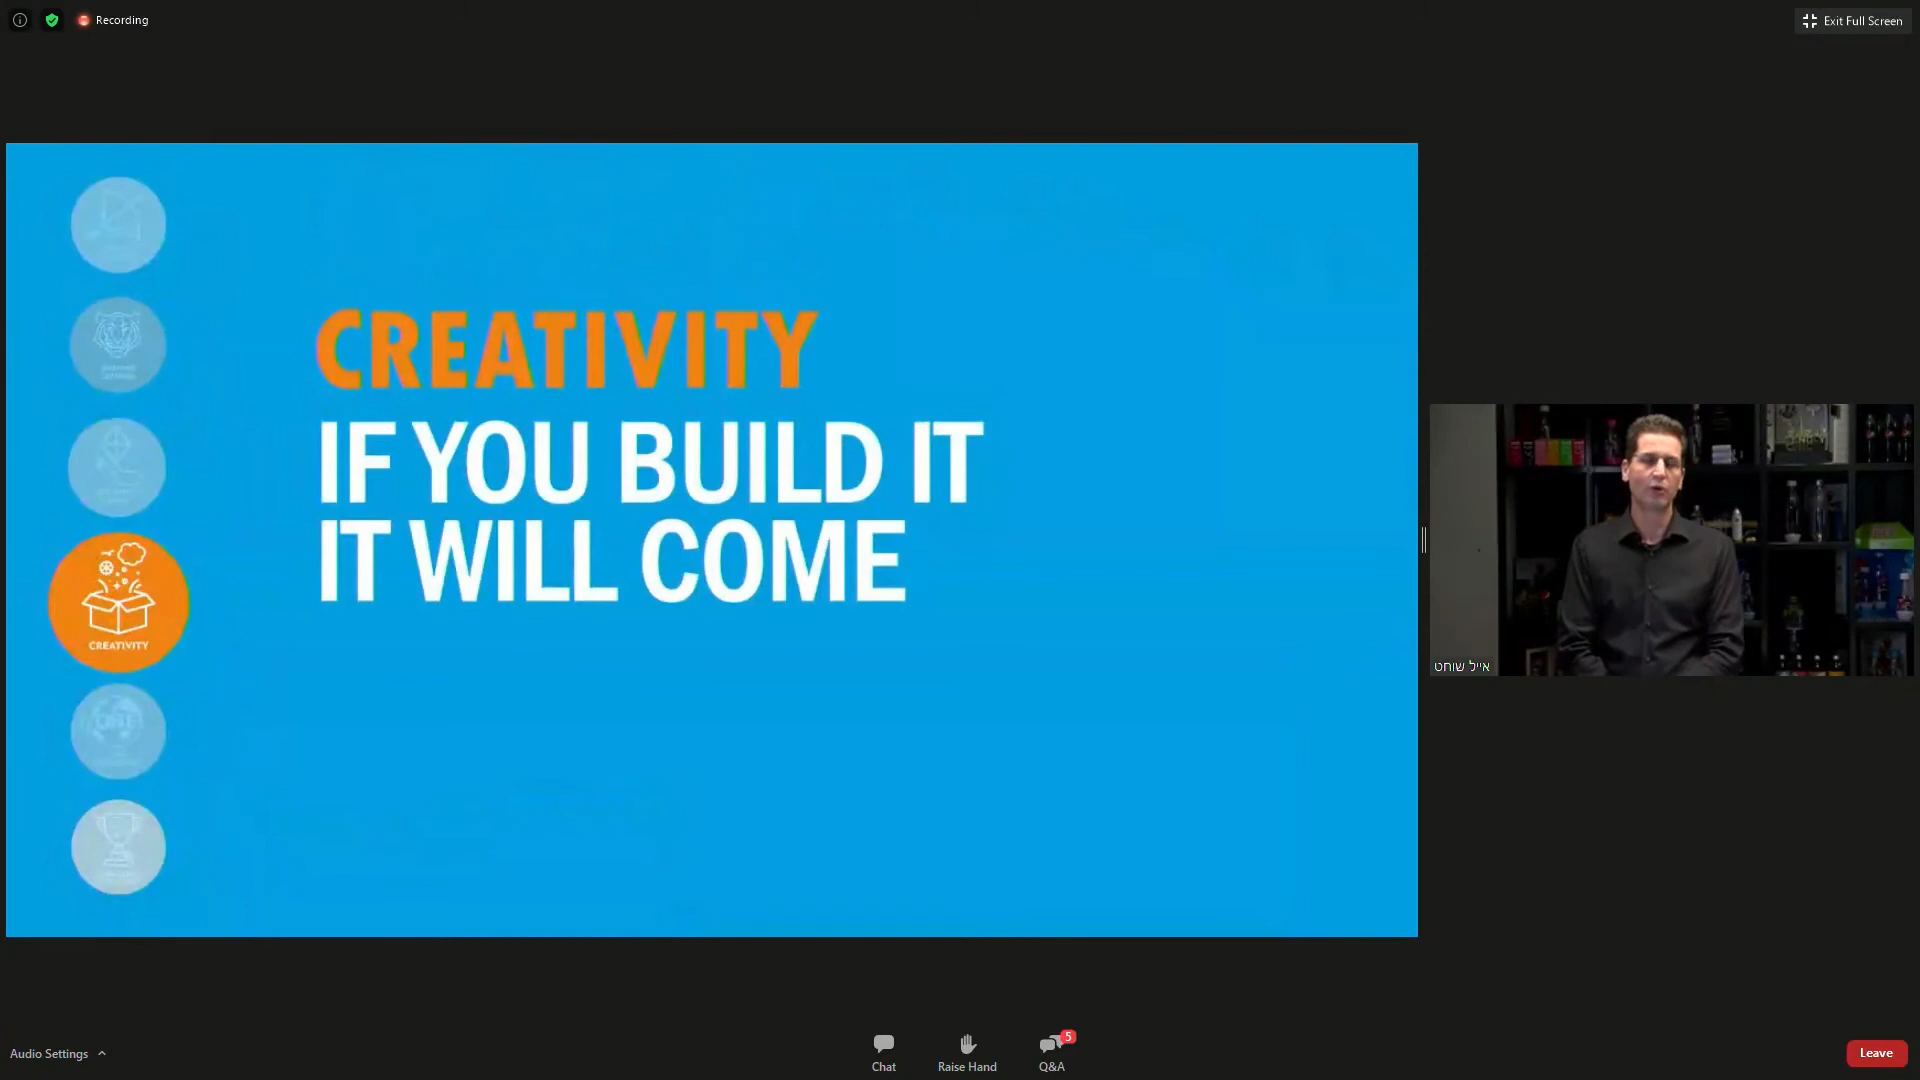 Recording
Exit Full Screen
CREATIVITY
IF YOU BUILD IT
IT WILL COME
CREATIVITY
אייל שוחט
Audio Settings
Chat
Raise Hand
5
Q&A
Leave